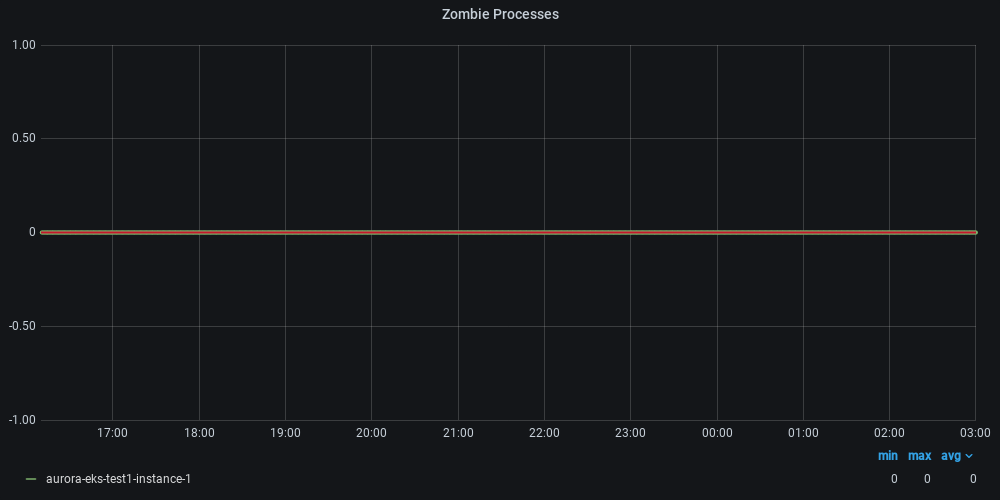 Zombie Processes
1.00
0.50
0
-0.50
-1.00
17:00 18:00 19:00 20:00 21:00 22:00 23:00 00:00 01:00 02:00 03:00
min max avg
aurora-eks-test1-instance-1 0 0 0